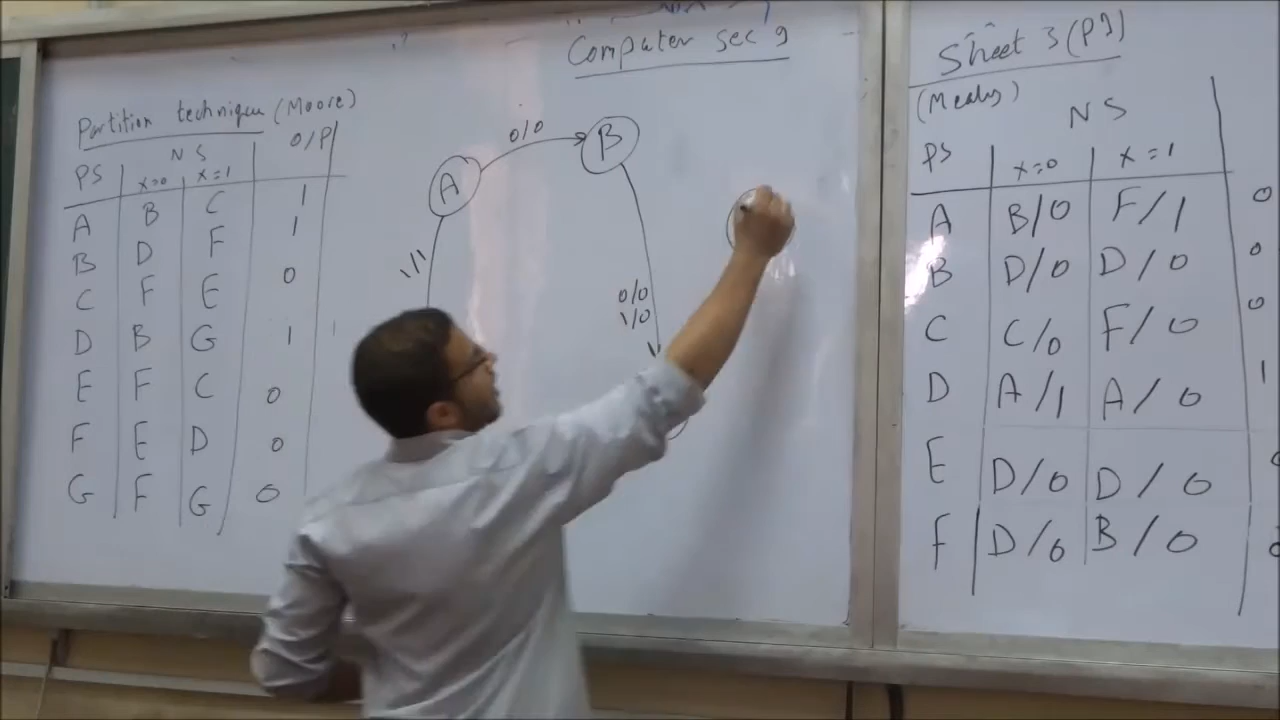 Computer sec 9
Partition technique (Moore)
NS O/P
PS x=0 x=1
A B C 1
B D F 1
C F E 0
D B G 1
E F C 0
F E D 0
G F G 0
A
0/0
B
1/1
0/0
1/0
Sheet 3 (P1)
(Mealy)
NS
PS x=0 x=1
A B/0 F/1 0
B D/0 D/0 0
C C/0 F/0 0
D A/1 A/0 1
E D/0 D/0
F D/0 B/0